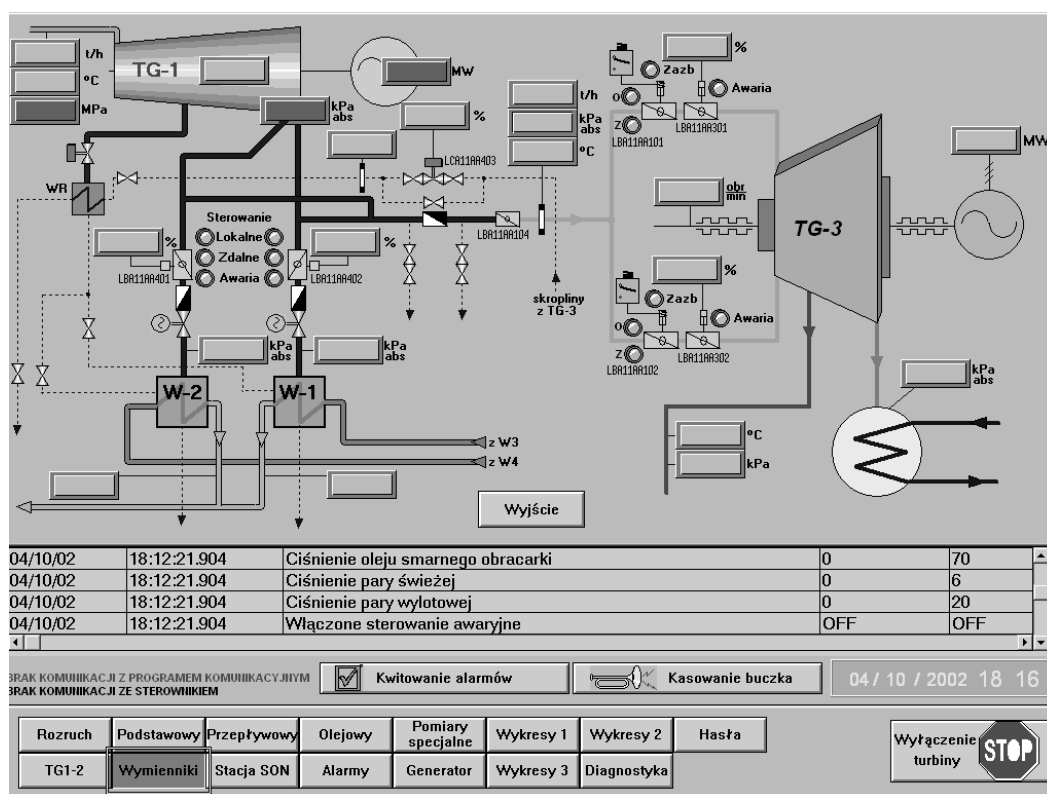 t/h
°C
MPa
TG-1
MW
kPa
abs
%
LCA11AA403
WR
Sterowanie
Lokalne
Zdalne
Awaria
%
%
LBA11AA401
LBA11AA402
kPa
abs
kPa
abs
W-2
W-1
z W3
z W4
t/h
kPa
abs
°C
LBA11AA104
skropliny
z TG-3
%
Zazb
Awaria
O
Z
LBA11AA101
LBA11AA301
obr
min
TG-3
MW
%
Zazb
Awaria
O
Z
LBA11AA102
LBA11AA302
kPa
abs
°C
kPa
Wyjście
04/10/02 18:12:21.904 Ciśnienie oleju smarnego obracarki 0 70
04/10/02 18:12:21.904 Ciśnienie pary świeżej 0 6
04/10/02 18:12:21.904 Ciśnienie pary wylotowej 0 20
04/10/02 18:12:21.904 Włączone sterowanie awaryjne OFF OFF
BRAK KOMUNIKACJI Z PROGRAMEM KOMUNIKACYJNYM
BRAK KOMUNIKACJI ZE STEROWNIKIEM
Kwitowanie alarmów
Kasowanie buczka
04 / 10 / 2002 18 16
Rozruch Podstawowy Przepływowy Olejowy Pomiary specjalne Wykresy 1 Wykresy 2 Hasła
TG1-2 Wymienniki Stacja SON Alarmy Generator Wykresy 3 Diagnostyka
Wyłączenie
turbiny
STOP